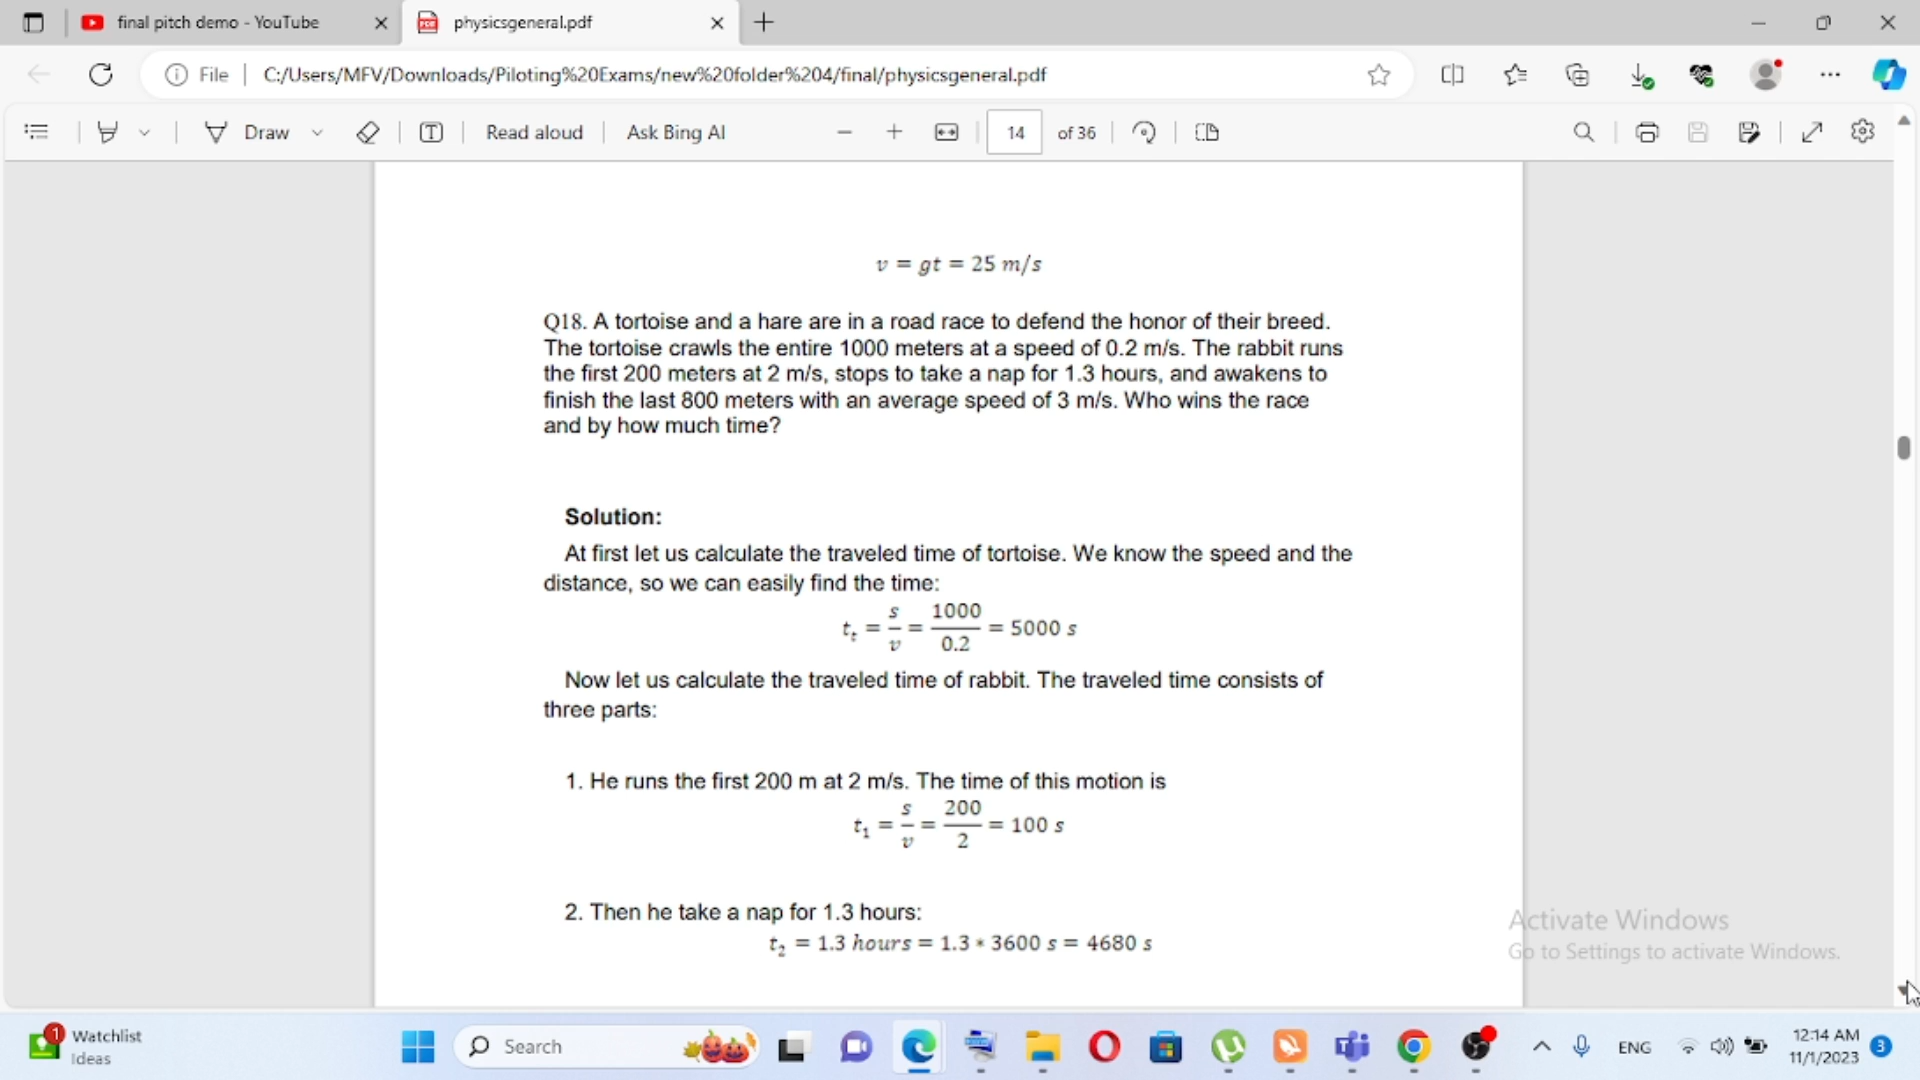 final pitch demo - YouTube
physicsgeneral.pdf
File
C:/Users/MFV/Downloads/Piloting%20Exams/new%20folder%204/final/physicsgeneral.pdf
Draw
Read aloud
Ask Bing AI
14 of 36
v = gt = 25 m/s
Q18. A tortoise and a hare are in a road race to defend the honor of their breed.
The tortoise crawls the entire 1000 meters at a speed of 0.2 m/s. The rabbit runs
the first 200 meters at 2 m/s, stops to take a nap for 1.3 hours, and awakens to
finish the last 800 meters with an average speed of 3 m/s. Who wins the race
and by how much time?
Solution:
At first let us calculate the traveled time of tortoise. We know the speed and the
distance, so we can easily find the time:
t_t = s/v = 1000/0.2 = 5000 s
Now let us calculate the traveled time of rabbit. The traveled time consists of
three parts:
1. He runs the first 200 m at 2 m/s. The time of this motion is
t_1 = s/v = 200/2 = 100 s
2. Then he take a nap for 1.3 hours:
t_2 = 1.3 hours = 1.3 * 3600 s = 4680 s
Activate Windows
Go to Settings to activate Windows.
1
Watchlist
Ideas
Search
ENG
12:14 AM
11/1/2023
3